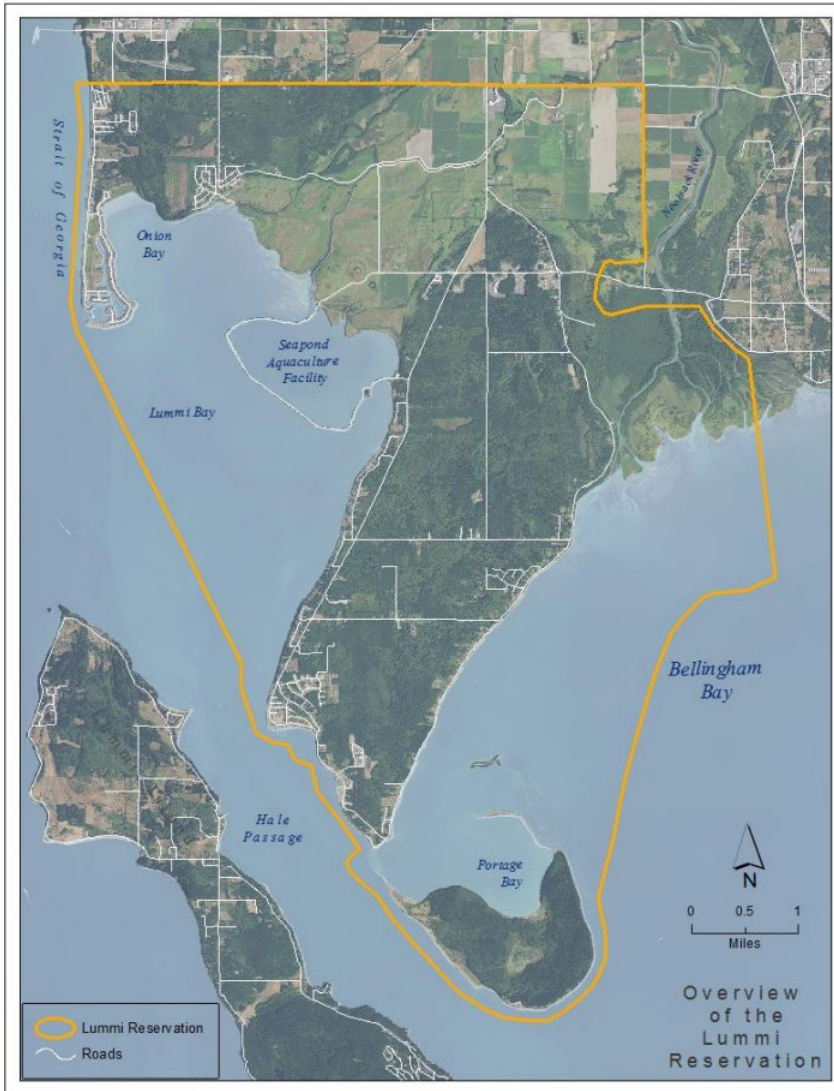 Strait of Georgia
Nooksack River
Onion
Bay
Seapond
Aquaculture
Facility
Lummi Bay
Bellingham
Bay
Lummi
Hale
Passage
Portage
Bay
N
0 0.5 1
Miles
Overview
of the
Lummi
Reservation
Lummi Reservation
Roads